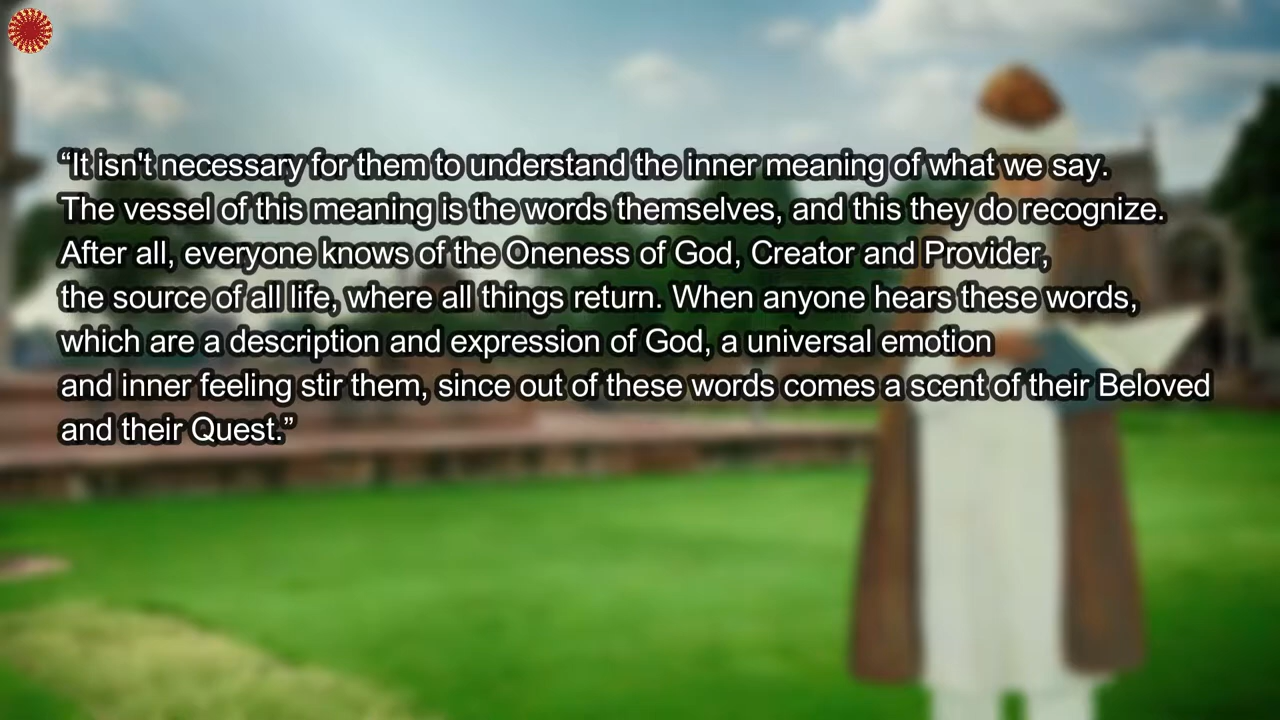 “It isn't necessary for them to understand the inner meaning of what we say.
The vessel of this meaning is the words themselves, and this they do recognize.
After all, everyone knows of the Oneness of God, Creator and Provider,
the source of all life, where all things return. When anyone hears these words,
which are a description and expression of God, a universal emotion
and inner feeling stir them, since out of these words comes a scent of their Beloved
and their Quest.”